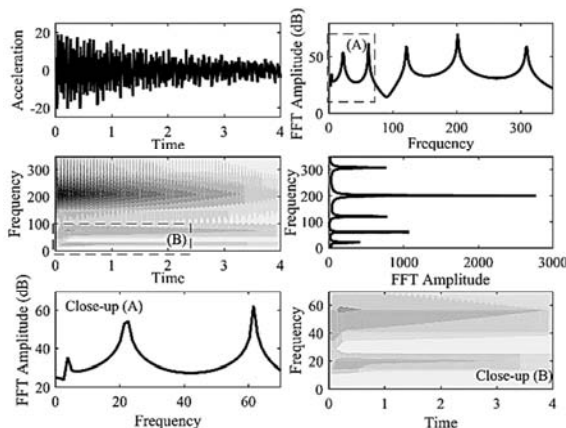 Acceleration
20
10
0
-10
-20
0 1 2 3 4
Time
FFT Amplitude (dB)
50
0
(A)
0 100 200 300
Frequency
Frequency
300
200
100
0
(B)
0 1 2 3 4
Time
Frequency
300
200
100
0
0 1000 2000 3000
FFT Amplitude
FFT Amplitude (dB)
80
60
40
20
Close-up (A)
0 20 40 60
Frequency
60
40
20
0
Close-up (B)
0 1 2 3 4
Time